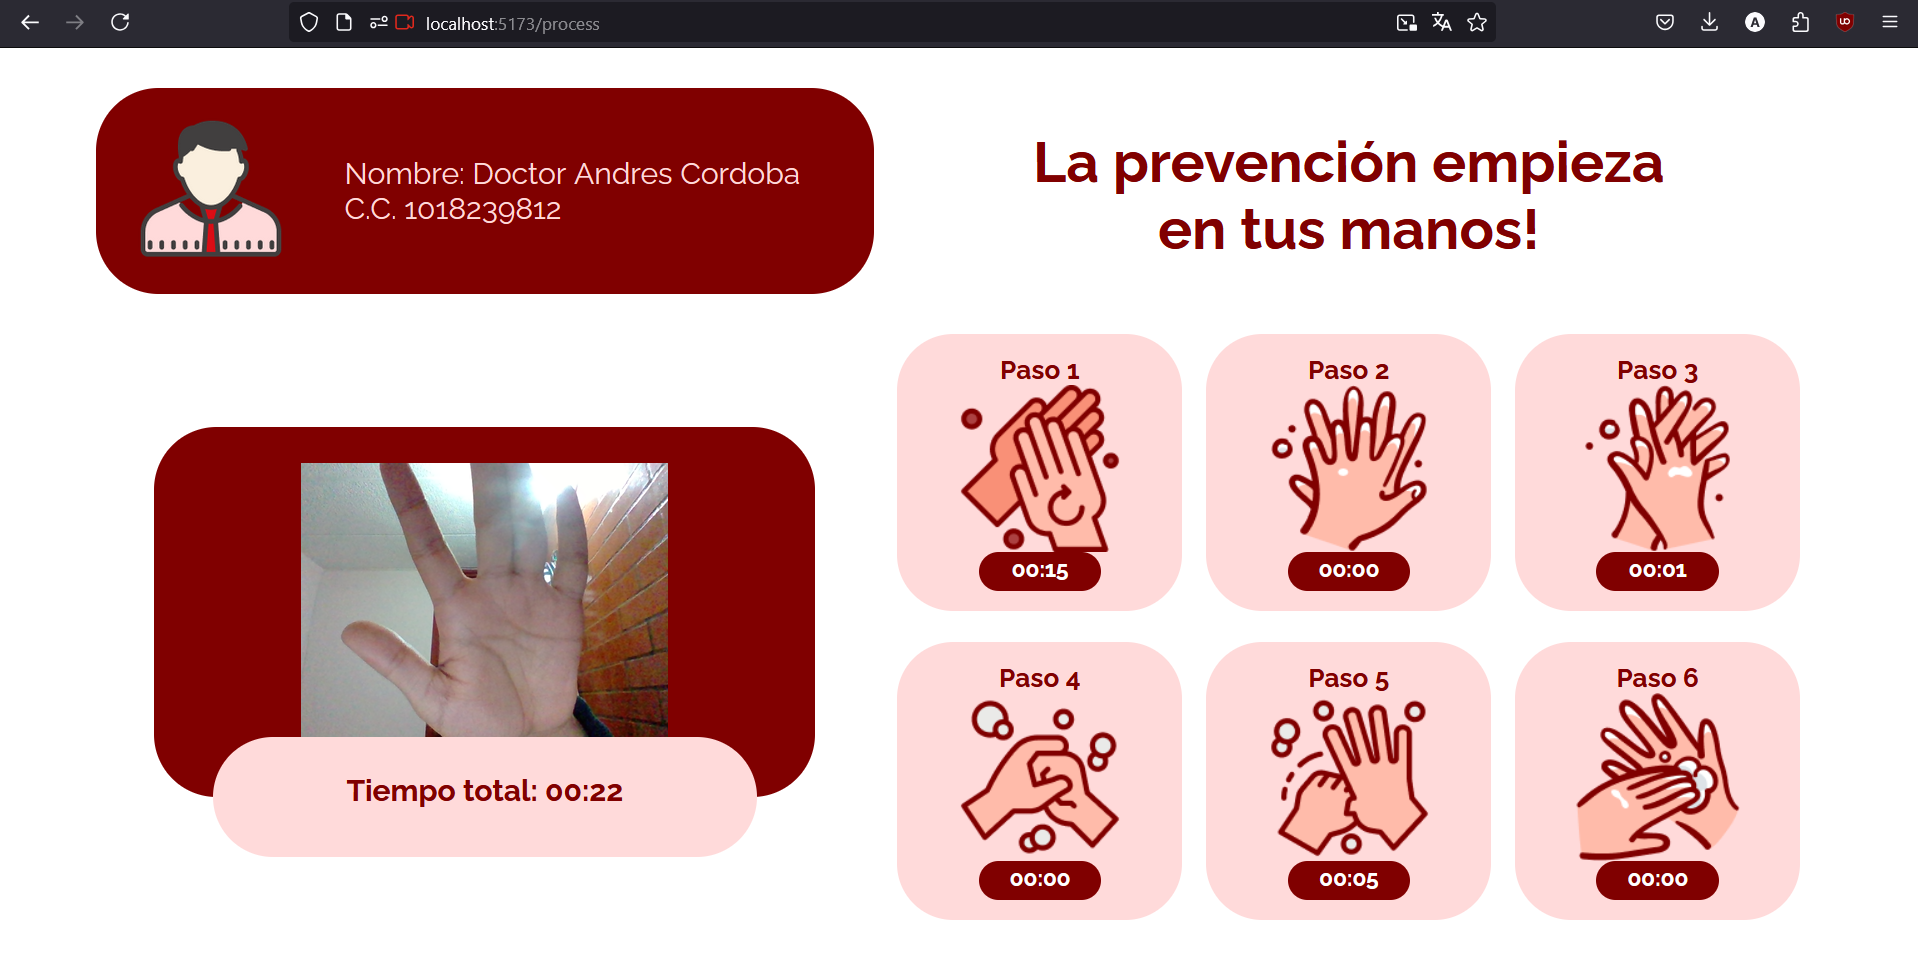 localhost:5173/process
Nombre: Doctor Andres Cordoba
C.C. 1018239812
La prevención empieza
en tus manos!
Paso 1
00:15
Paso 2
00:00
Paso 3
00:01
Paso 4
00:00
Paso 5
00:05
Paso 6
00:00
Tiempo total: 00:22